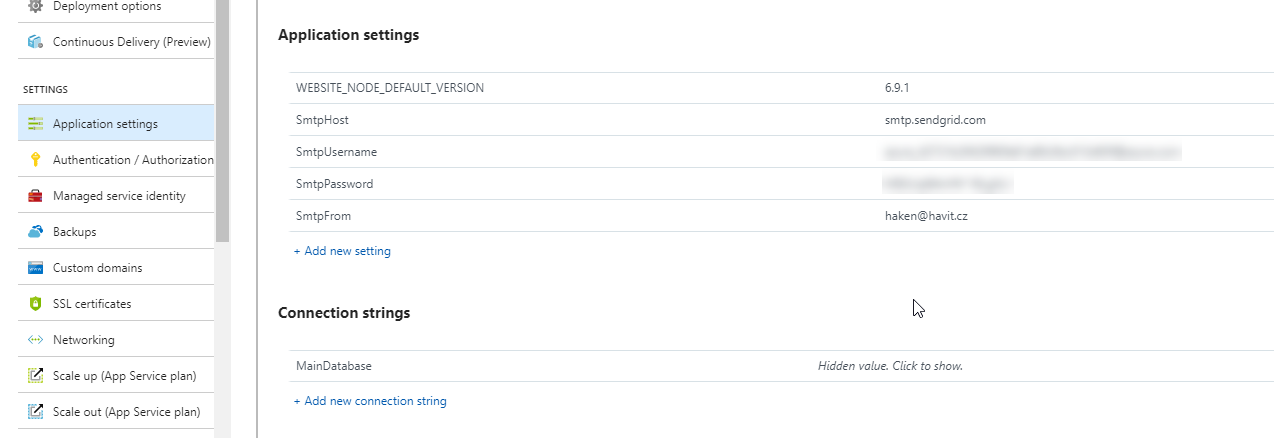 Deployment options
Continuous Delivery (Preview)
SETTINGS
Application settings
Authentication / Authorization
Managed service identity
Backups
Custom domains
SSL certificates
Networking
Scale up (App Service plan)
Scale out (App Service plan)
Application settings
WEBSITE_NODE_DEFAULT_VERSION 6.9.1
SmtpHost smtp.sendgrid.com
SmtpUsername
SmtpPassword
SmtpFrom haken@havit.cz
+ Add new setting
Connection strings
MainDatabase Hidden value. Click to show.
+ Add new connection string